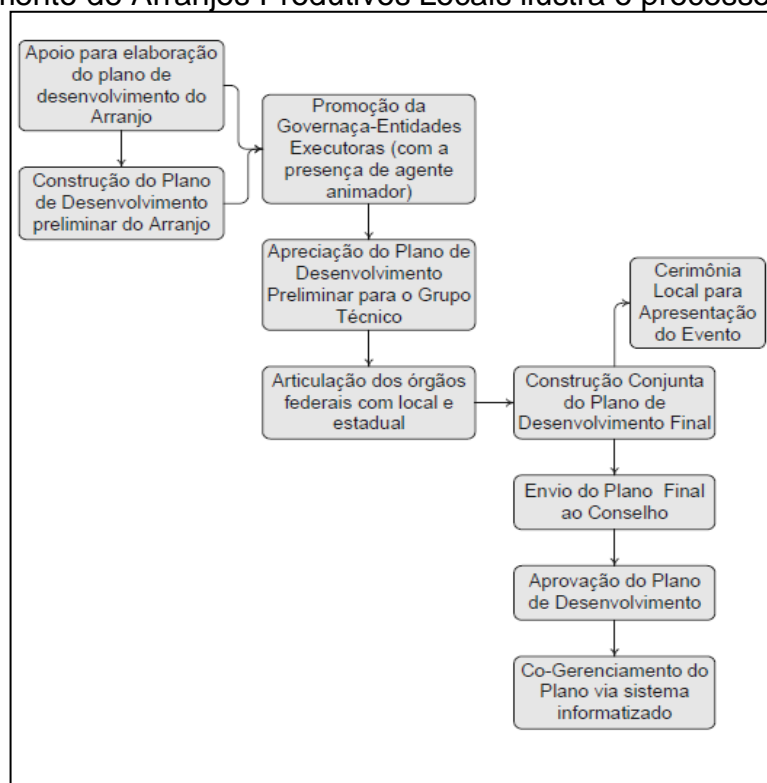 mento de Arranjos Produtivos Locais ilustra o processo
Apoio para elaboração
do plano de
desenvolvimento do
Arranjo
Construção do Plano
de Desenvolvimento
preliminar do Arranjo
Promoção da
Governaça-Entidades
Executoras (com a
presença de agente
animador)
Apreciação do Plano de
Desenvolvimento
Preliminar para o Grupo
Técnico
Articulação dos órgãos
federais com local e
estadual
Cerimônia
Local para
Apresentação
do Evento
Construção Conjunta
do Plano de
Desenvolvimento Final
Envio do Plano Final
ao Conselho
Aprovação do Plano
de Desenvolvimento
Co-Gerenciamento do
Plano via sistema
informatizado